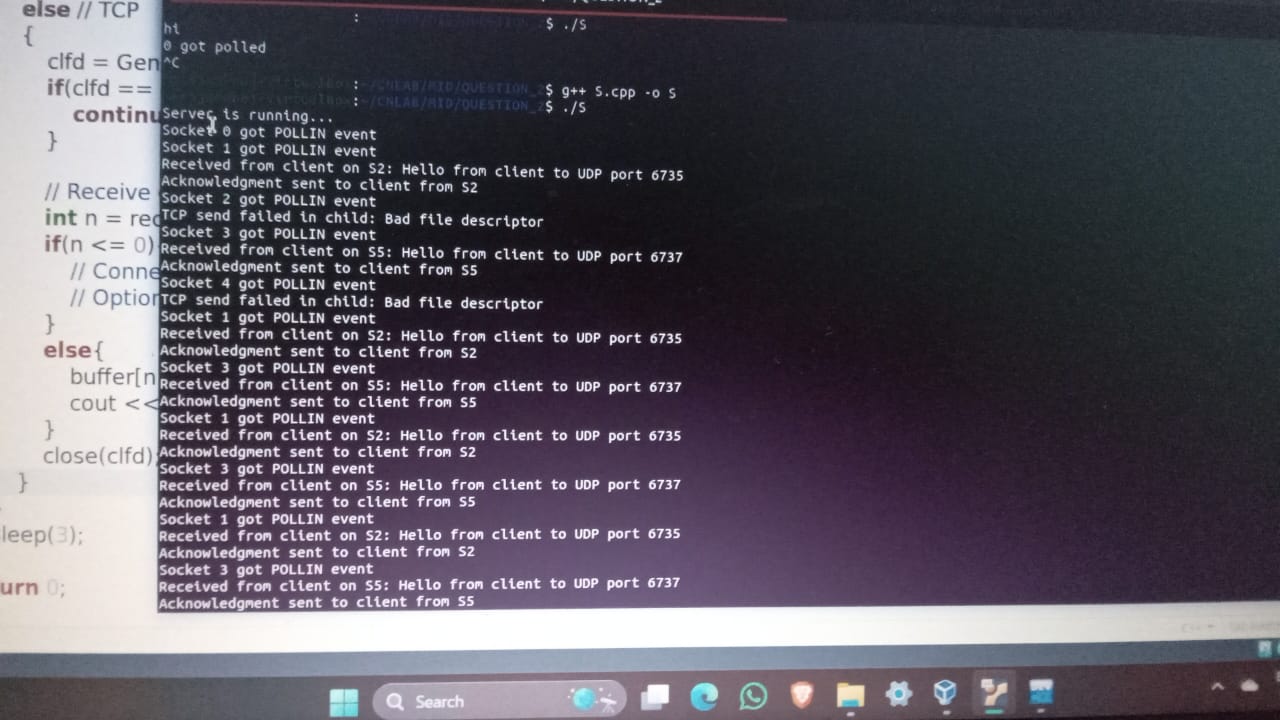 else // TCP
{
clfd = Gen
if(clfd ==
continu
}
// Receive
int n = rec
if(n <= 0)
// Conne
// Option
}
else{
buffer[n
cout <<
}
close(clfd)
}
leep(3);
urn 0;
: $ ./S
hi
0 got polled
^C
:~/CNLAB/MID/QUESTION_2$ g++ S.cpp -o S
:~/CNLAB/MID/QUESTION_2$ ./S
Server is running...
Socket 0 got POLLIN event
Socket 1 got POLLIN event
Received from client on S2: Hello from client to UDP port 6735
Acknowledgment sent to client from S2
Socket 2 got POLLIN event
TCP send failed in child: Bad file descriptor
Socket 3 got POLLIN event
Received from client on S5: Hello from client to UDP port 6737
Acknowledgment sent to client from S5
Socket 4 got POLLIN event
TCP send failed in child: Bad file descriptor
Socket 1 got POLLIN event
Received from client on S2: Hello from client to UDP port 6735
Acknowledgment sent to client from S2
Socket 3 got POLLIN event
Received from client on S5: Hello from client to UDP port 6737
Acknowledgment sent to client from S5
Socket 1 got POLLIN event
Received from client on S2: Hello from client to UDP port 6735
Acknowledgment sent to client from S2
Socket 3 got POLLIN event
Received from client on S5: Hello from client to UDP port 6737
Acknowledgment sent to client from S5
Socket 1 got POLLIN event
Received from client on S2: Hello from client to UDP port 6735
Acknowledgment sent to client from S2
Socket 3 got POLLIN event
Received from client on S5: Hello from client to UDP port 6737
Acknowledgment sent to client from S5
Search